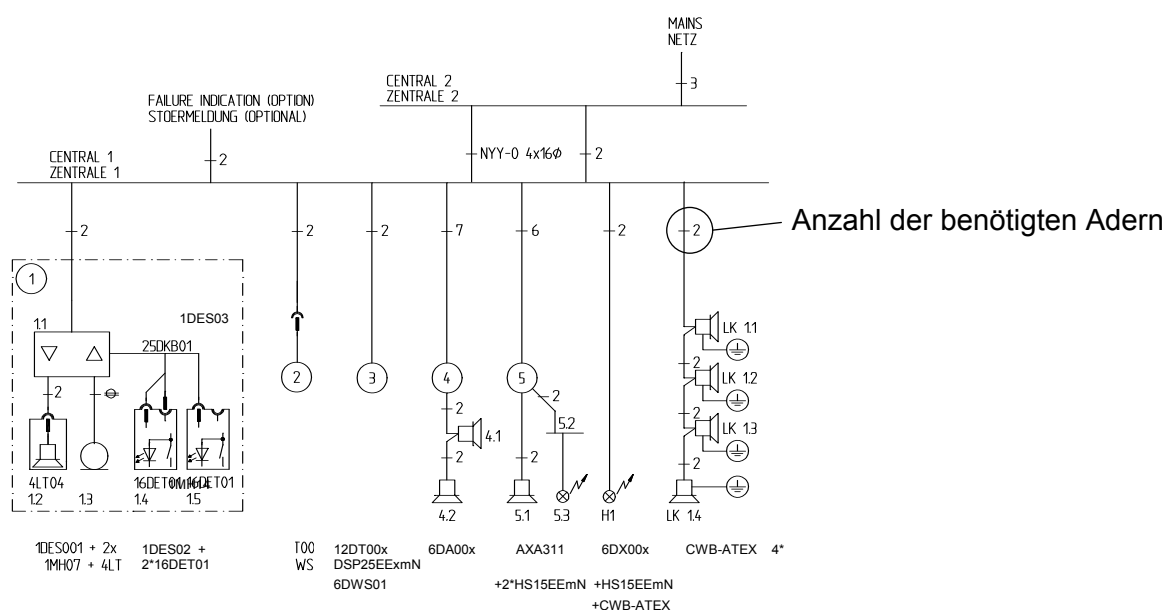 MAINS
NETZ
3
CENTRAL 2
ZENTRALE 2
FAILURE INDICATION (OPTION)
STOERMELDUNG (OPTIONAL)
2
NYY-O 4x16Ø
2
CENTRAL 1
ZENTRALE 1
2
2
2
7
6
2
2
Anzahl der benötigten Adern
1
1.1
1DES03
25DKB01
2
2
3
4
5
LK 1.1
2
LK 1.2
2
LK 1.3
2
2
2
5.2
4.1
2
2
4LT04
16DET01
1MH14
16DET01
1.2
1.3
1.4
1.5
4.2
5.1
5.3
H1
LK 1.4
1DES001 + 2x
1MH07 + 4LT
1DES02 +
2*16DET01
T00
WS
12DT00x
DSP25EExmN
6DWS01
6DA00x
AXA311
+2*HS15EEmN
6DX00x
+HS15EEmN
+CWB-ATEX
CWB-ATEX 4*